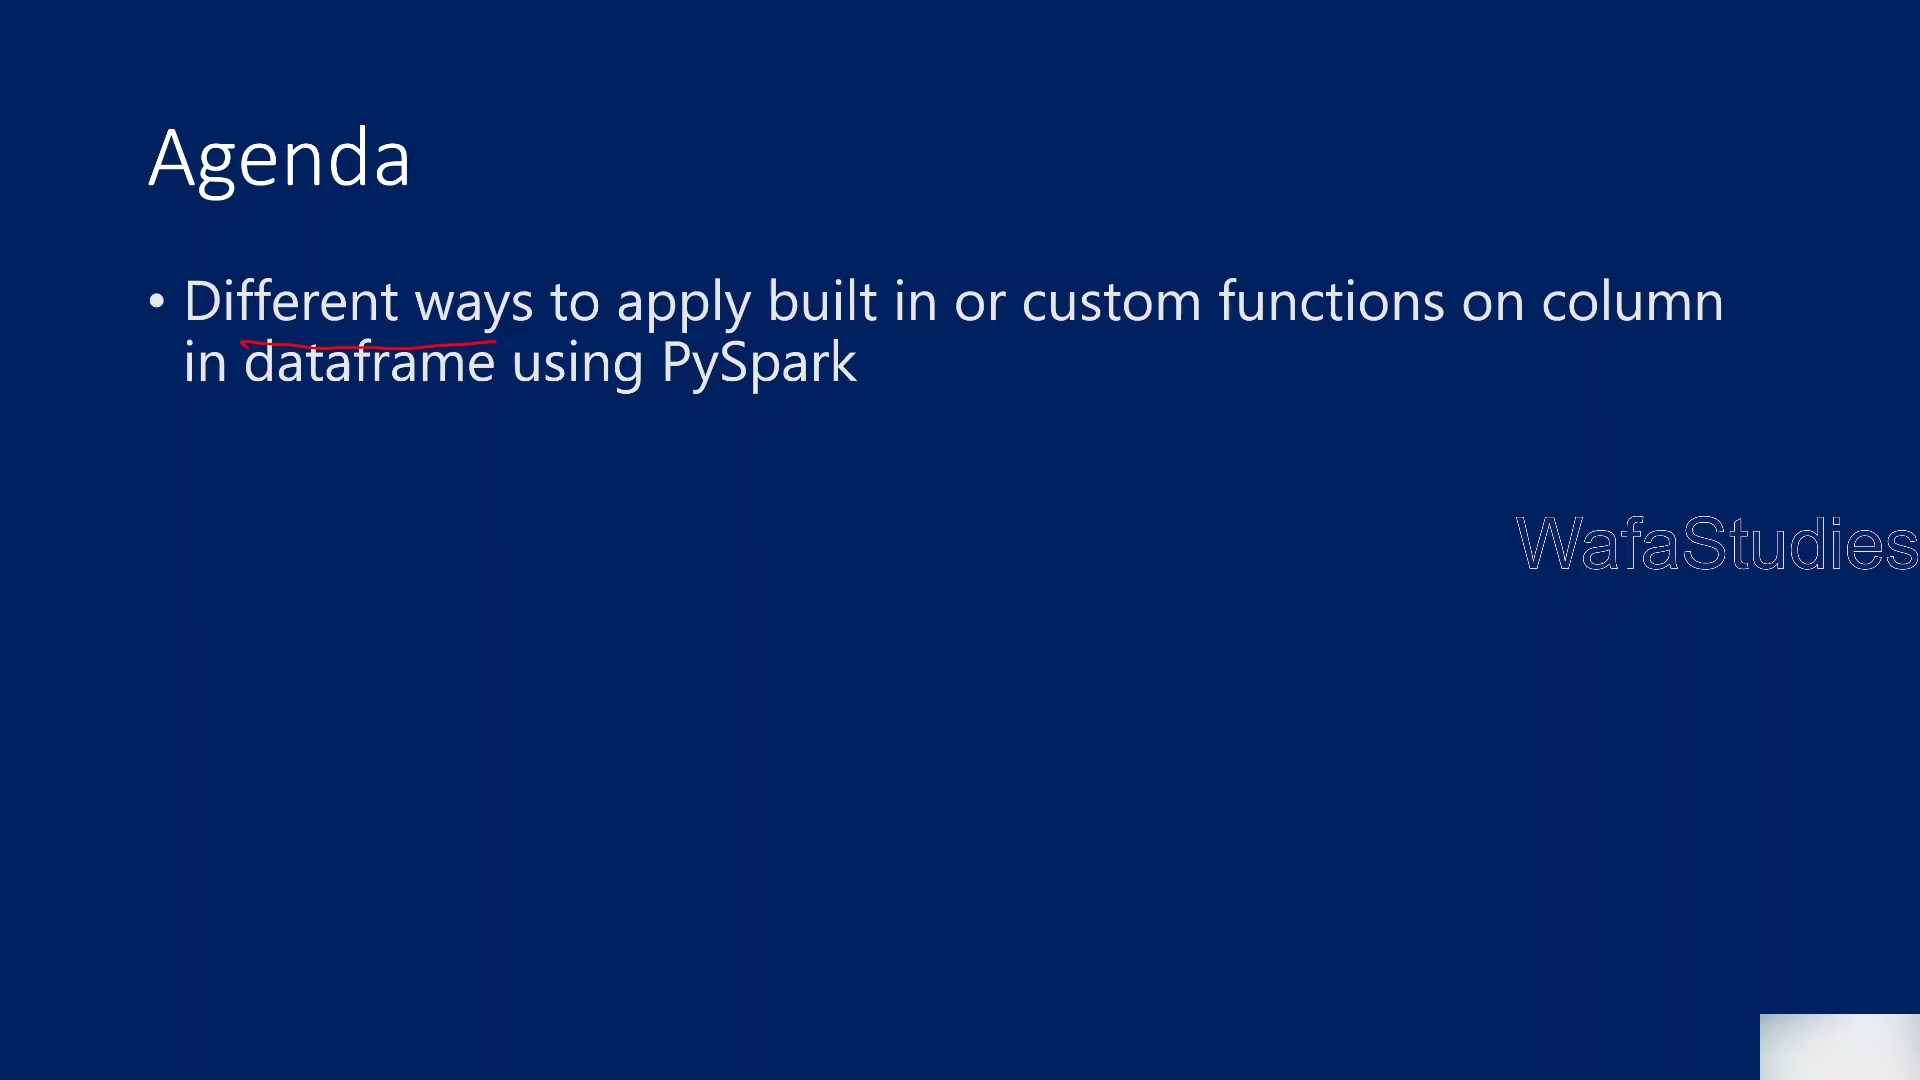 Agenda
• Different ways to apply built in or custom functions on column
in dataframe using PySpark
WafaStudies